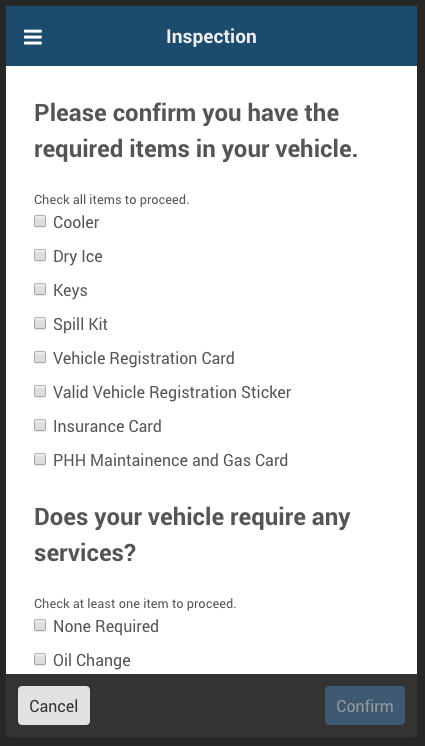 Inspection
Please confirm you have the
required items in your vehicle.
Check all items to proceed.
Cooler
Dry Ice
Keys
Spill Kit
Vehicle Registration Card
Valid Vehicle Registration Sticker
Insurance Card
PHH Maintainence and Gas Card
Does your vehicle require any
services?
Check at least one item to proceed.
None Required
Oil Change
Cancel
Confirm